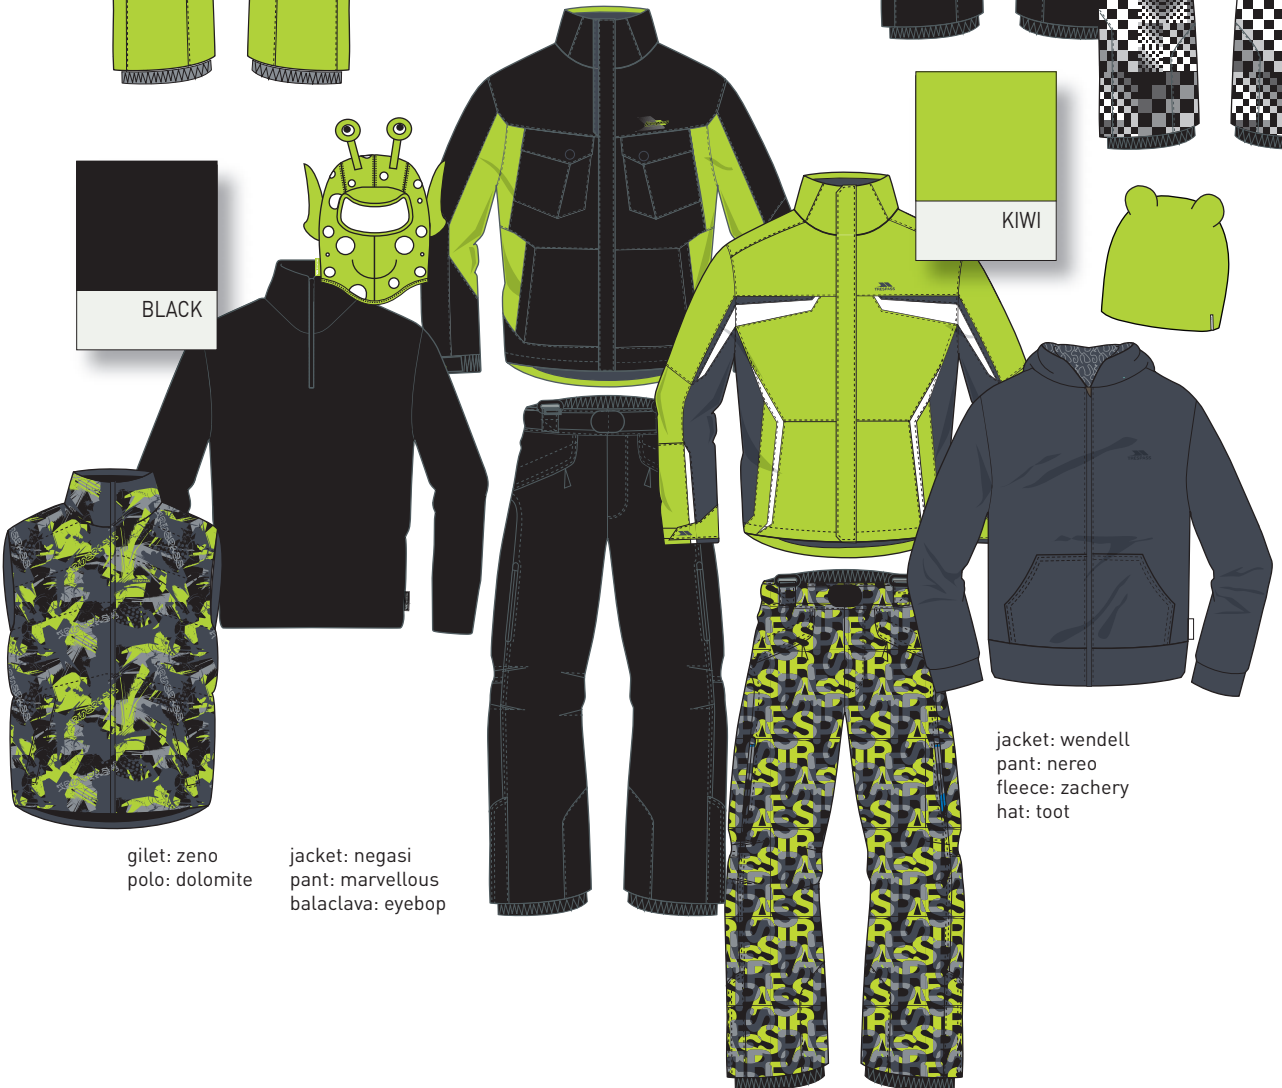 KIWI
BLACK
TRESPASS
jacket: wendell
pant: nereo
fleece: zachery
hat: toot
gilet: zeno
polo: dolomite
jacket: negasi
pant: marvellous
balaclava: eyebop